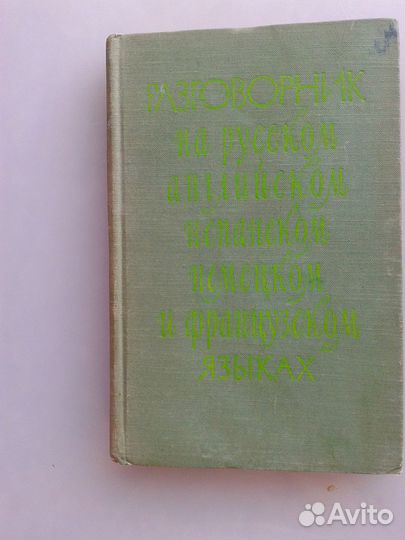 РАЗГОВОРНИК
на русском
английском
испанском
немецком
и французском
ЯЗЫКАХ
Avito